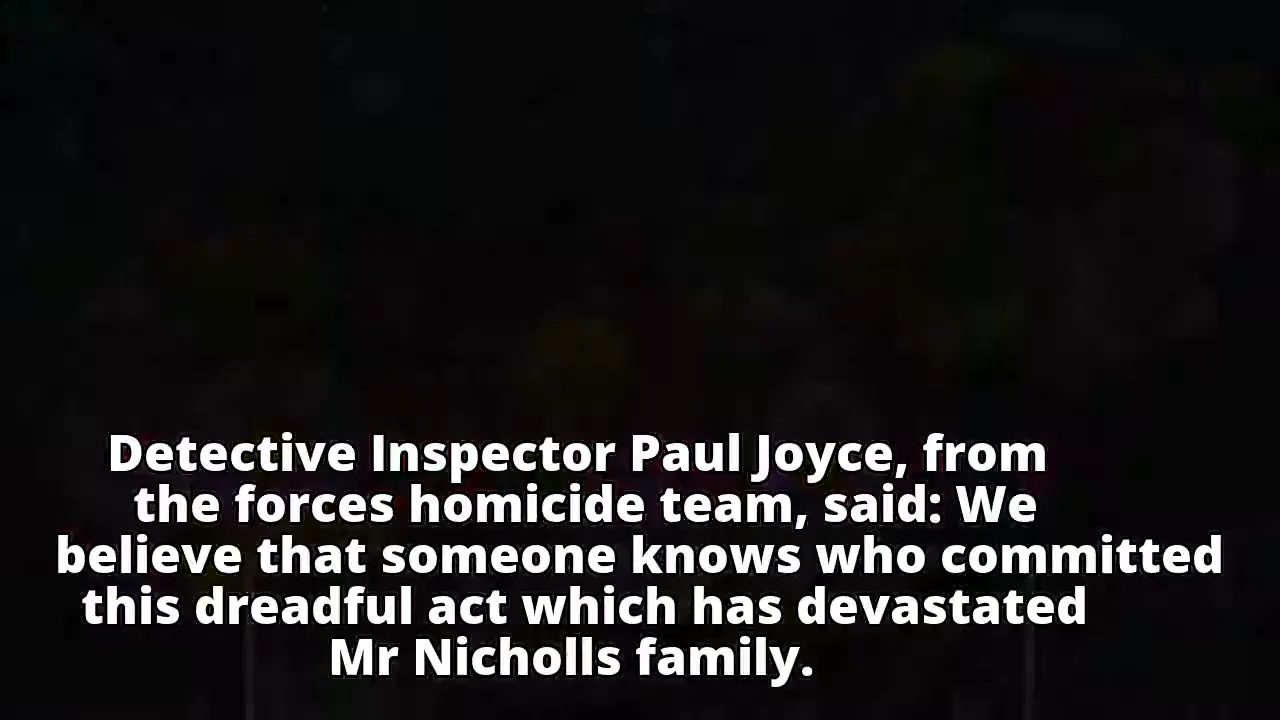 Detective Inspector Paul Joyce, from
the forces homicide team, said: We
believe that someone knows who committed
this dreadful act which has devastated
Mr Nicholls family.